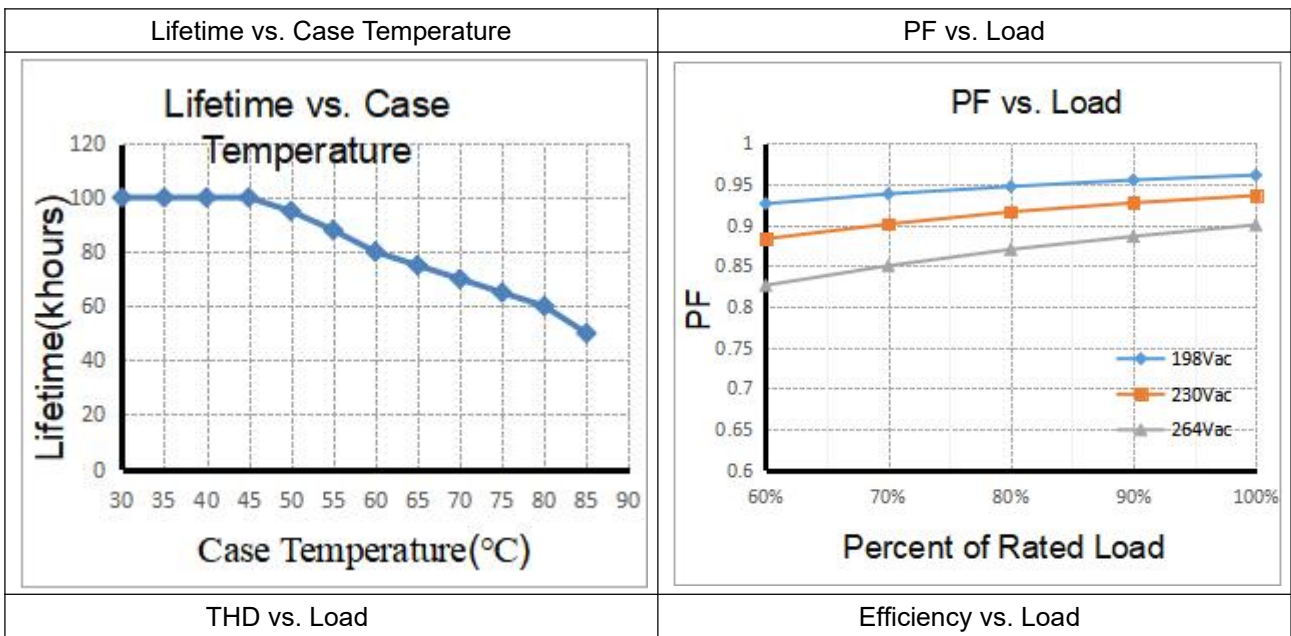 Lifetime vs. Case Temperature
PF vs. Load
Lifetime vs. Case
Temperature
120
100
80
60
40
20
0
Lifetime(khours)
30 35 40 45 50 55 60 65 70 75 80 85 90
Case Temperature(°C)
PF vs. Load
1
0.95
0.9
0.85
0.8
0.75
0.7
0.65
0.6
PF
198Vac
230Vac
264Vac
60% 70% 80% 90% 100%
Percent of Rated Load
THD vs. Load
Efficiency vs. Load